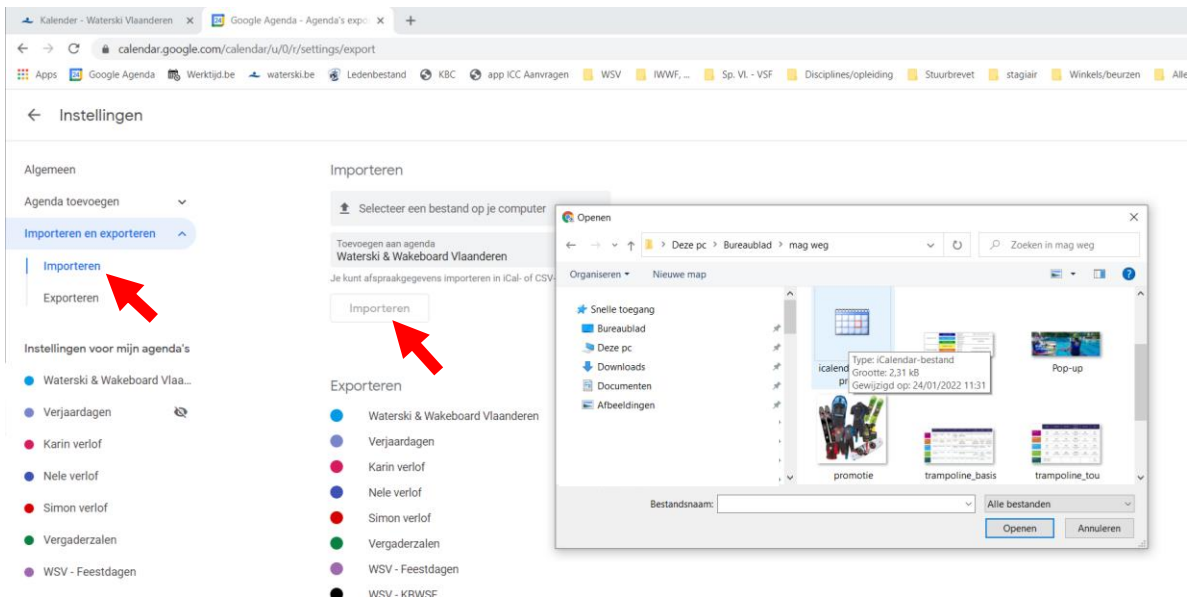 Kalender - Waterski Vlaanderen
Google Agenda - Agenda's expo
calendar.google.com/calendar/u/0/r/settings/export
Apps Google Agenda Werktijd.be waterski.be Ledenbestand KBC app ICC Aanvragen WSV IWWF, ... Sp. Vl. - VSF Disciplines/opleiding Stuurbrevet stagiair Winkels/beurzen Alle
Instellingen
Algemeen
Agenda toevoegen
Importeren en exporteren
Importeren
Exporteren
Instellingen voor mijn agenda's
Waterski & Wakeboard Vlaa...
Verjaardagen
Karin verlof
Nele verlof
Simon verlof
Vergaderzalen
WSV - Feestdagen
Importeren
Selecteer een bestand op je computer
Toevoegen aan agenda
Waterski & Wakeboard Vlaanderen
Je kunt afspraakgegevens importeren in iCal- of CSV-
Importeren
Exporteren
Waterski & Wakeboard Vlaanderen
Verjaardagen
Karin verlof
Nele verlof
Simon verlof
Vergaderzalen
WSV - Feestdagen
WSV - KBWSF
Openen
Deze pc > Bureaublad > mag weg
Zoeken in mag weg
Organiseren
Nieuwe map
Snelle toegang
Bureaublad
Deze pc
Downloads
Documenten
Afbeeldingen
icalend
pr
Type: iCalendar-bestand
Grootte: 2,31 kB
Gewijzigd op: 24/01/2022 11:31
Pop-up
promotie
trampoline_basis
trampoline_tou
Bestandsnaam:
Alle bestanden
Openen
Annuleren